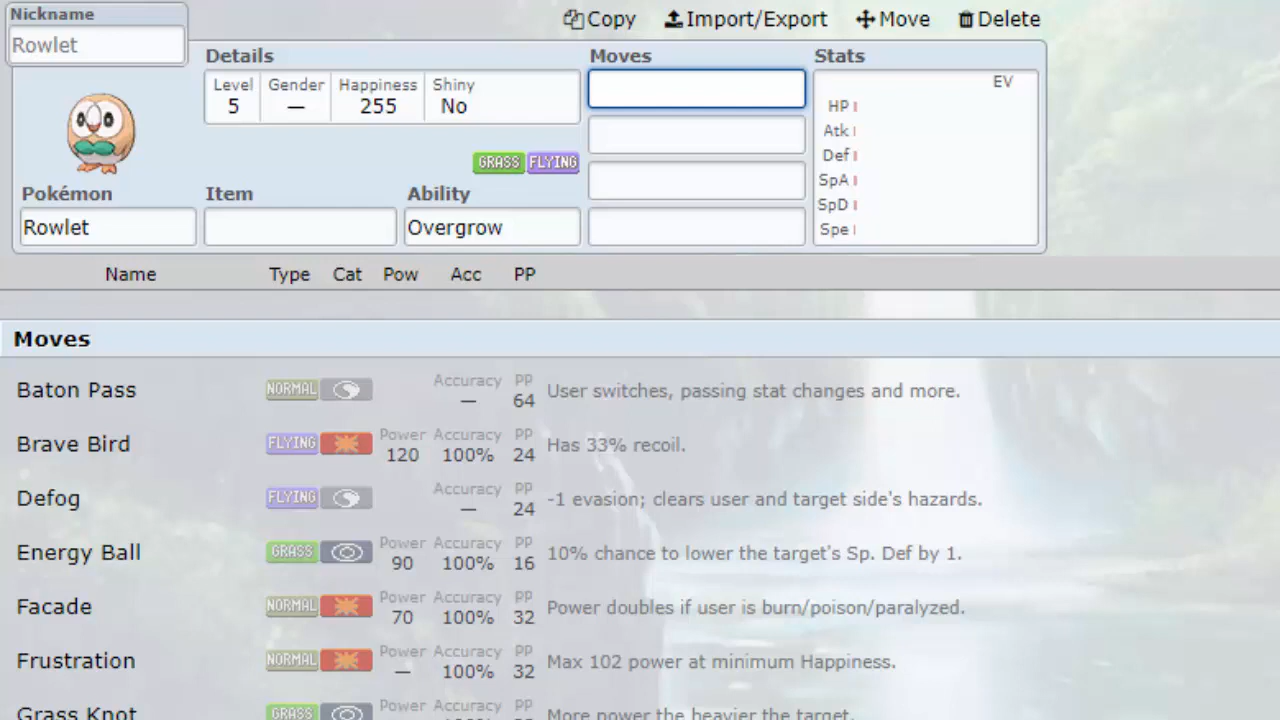 Nickname
Rowlet
Copy Import/Export Move Delete
Details
Level Gender Happiness Shiny
5 — 255 No
GRASS FLYING
Pokémon Item Ability
Rowlet Overgrow
Moves
Stats
EV
HP
Atk
Def
SpA
SpD
Spe
Name Type Cat Pow Acc PP
Moves
Baton Pass NORMAL Accuracy — PP 64 User switches, passing stat changes and more.
Brave Bird FLYING Power 120 Accuracy 100% PP 24 Has 33% recoil.
Defog FLYING Accuracy — PP 24 -1 evasion; clears user and target side's hazards.
Energy Ball GRASS Power 90 Accuracy 100% PP 16 10% chance to lower the target's Sp. Def by 1.
Facade NORMAL Power 70 Accuracy 100% PP 32 Power doubles if user is burn/poison/paralyzed.
Frustration NORMAL Power — Accuracy 100% PP 32 Max 102 power at minimum Happiness.
Grass Knot GRASS Power Accuracy PP More power the heavier the target.